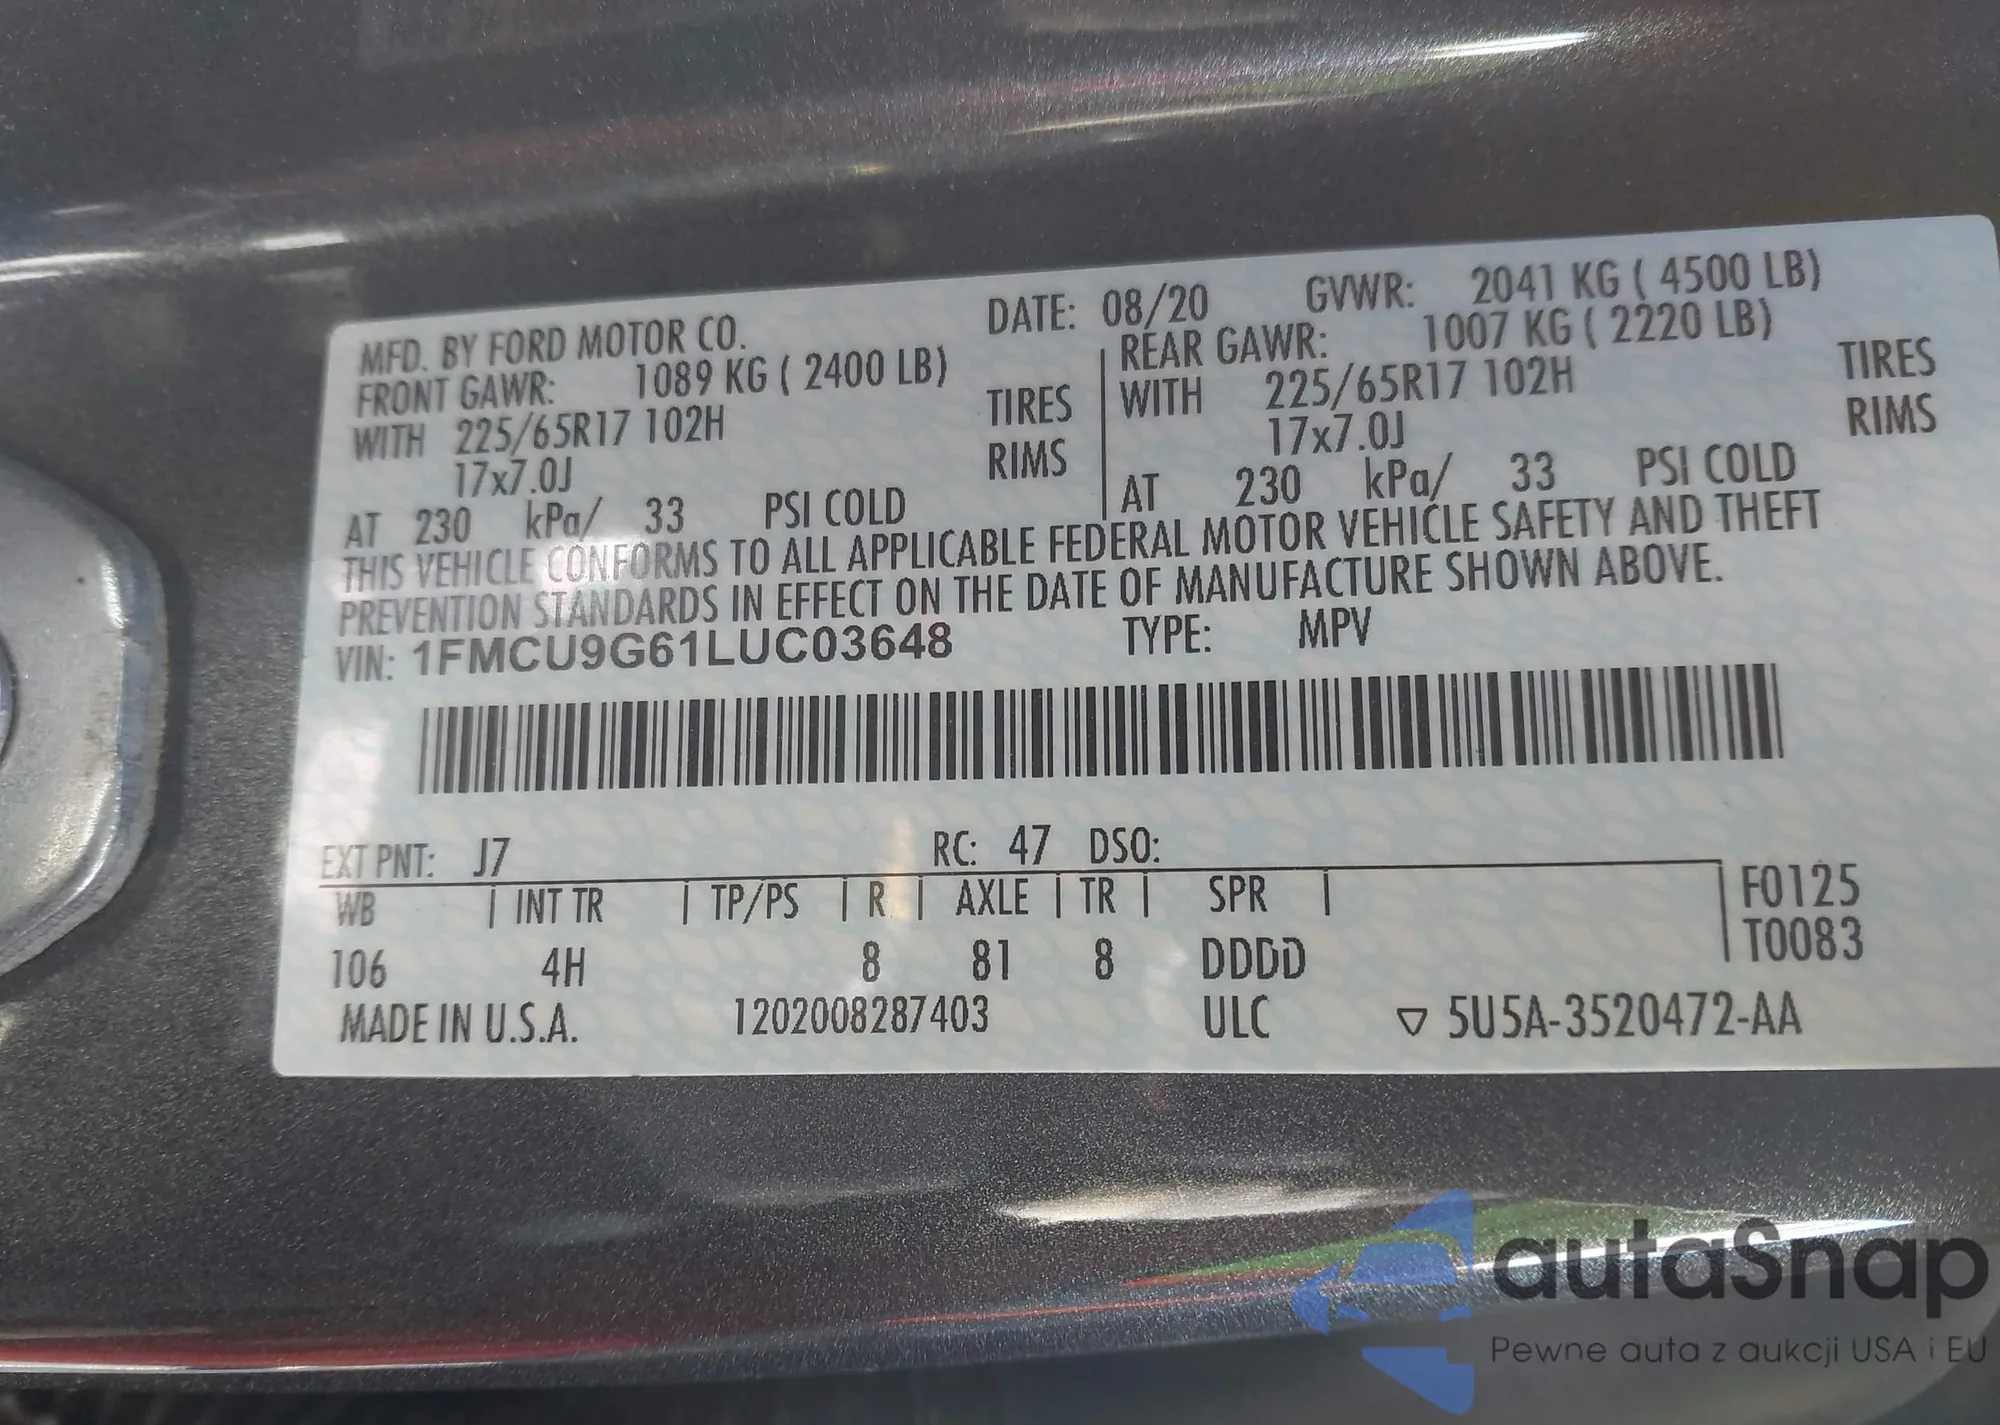 MFD. BY FORD MOTOR CO. DATE: 08/20 GVWR: 2041 KG ( 4500 LB)
FRONT GAWR: 1089 KG ( 2400 LB) REAR GAWR: 1007 KG ( 2220 LB)
WITH 225/65R17 102H TIRES WITH 225/65R17 102H TIRES
17x7.0J RIMS 17x7.0J RIMS
AT 230 kPa/ 33 PSI COLD AT 230 kPa/ 33 PSI COLD
THIS VEHICLE CONFORMS TO ALL APPLICABLE FEDERAL MOTOR VEHICLE SAFETY AND THEFT
PREVENTION STANDARDS IN EFFECT ON THE DATE OF MANUFACTURE SHOWN ABOVE.
VIN: 1FMCU9G61LUC03648 TYPE: MPV
EXT PNT: J7 RC: 47 DSO:
WB | INT TR | TP/PS | R | AXLE | TR | SPR | F0125
T0083
106 4H 8 81 8 DDDD
MADE IN U.S.A. 1202008287403 ULC ▽ 5U5A-3520472-AA
autaSnap
Pewne auta z aukcji USA i EU